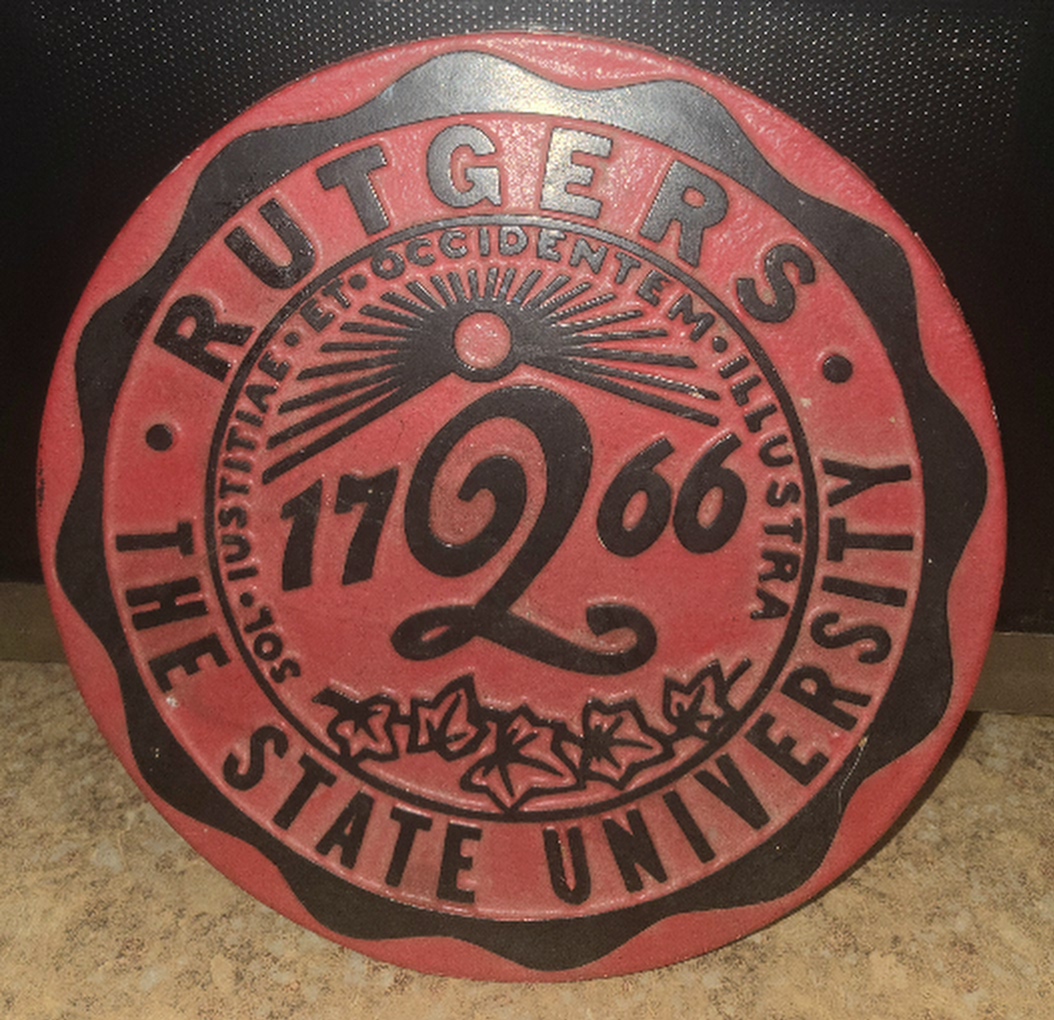 RUTGERS
• THE STATE UNIVERSITY •
SOL • IUSTITIAE • ET • OCCIDENTEM • ILLUSTRA
17 Q 66